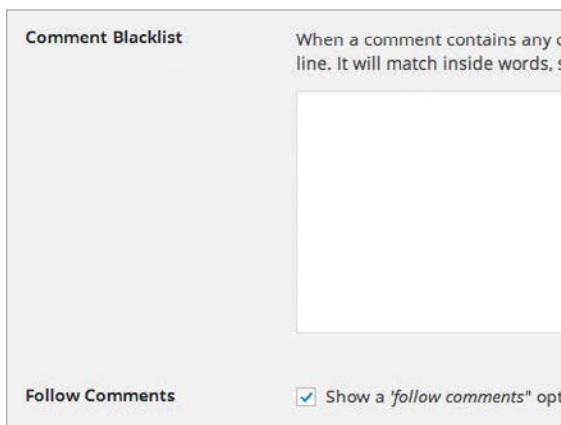 Comment Blacklist
When a comment contains any
line. It will match inside words,
Follow Comments
Show a 'follow comments"